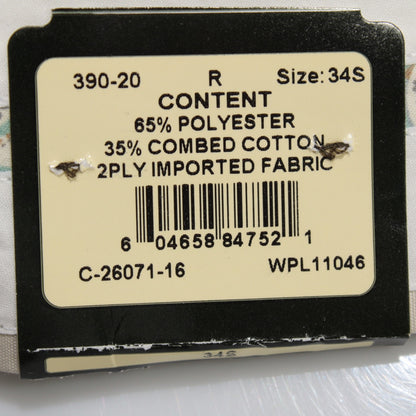 390-20 R Size: 34S
CONTENT
65% POLYESTER
35% COMBED COTTON
2PLY IMPORTED FABRIC
6 04658 84752 1
C-26071-16 WPL11046
34S